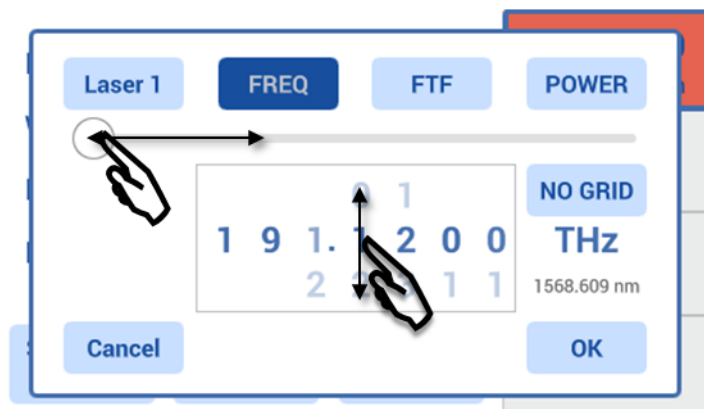 Laser 1 FREQ FTF POWER
0 1
NO GRID
1 9 1. 1 2 0 0 THz
2 2 3 1 1
1568.609 nm
Cancel OK